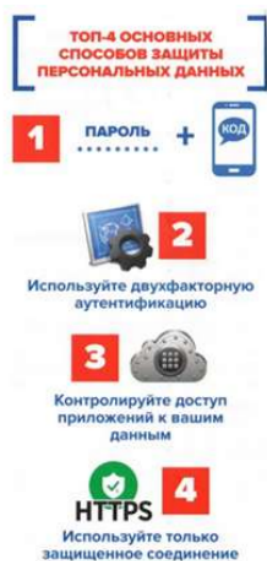 ТОП-4 ОСНОВНЫХ
СПОСОБОВ ЗАЩИТЫ
ПЕРСОНАЛЬНЫХ ДАННЫХ
1 ПАРОЛЬ + КОД
2
Используйте двухфакторную
аутентификацию
3
Контролируйте доступ
приложений к вашим
данным
HTTPS 4
Используйте только
защищенное соединение